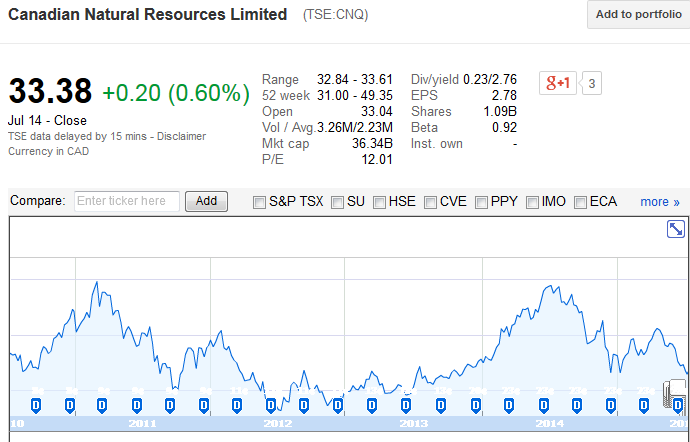 Canadian Natural Resources Limited (TSE:CNQ)
Add to portfolio
33.38 +0.20 (0.60%)
Jul 14 - Close
TSE data delayed by 15 mins - Disclaimer
Currency in CAD
Range 32.84 - 33.61
52 week 31.00 - 49.35
Open 33.04
Vol / Avg. 3.26M/2.23M
Mkt cap 36.34B
P/E 12.01
Div/yield 0.23/2.76
EPS 2.78
Shares 1.09B
Beta 0.92
Inst. own -
g+1 3
Compare: Enter ticker here Add S&P TSX SU HSE CVE PPY IMO ECA more »
D D D D D D D D D D D D D D D D D D D D
10 2011 2012 2013 2014 201